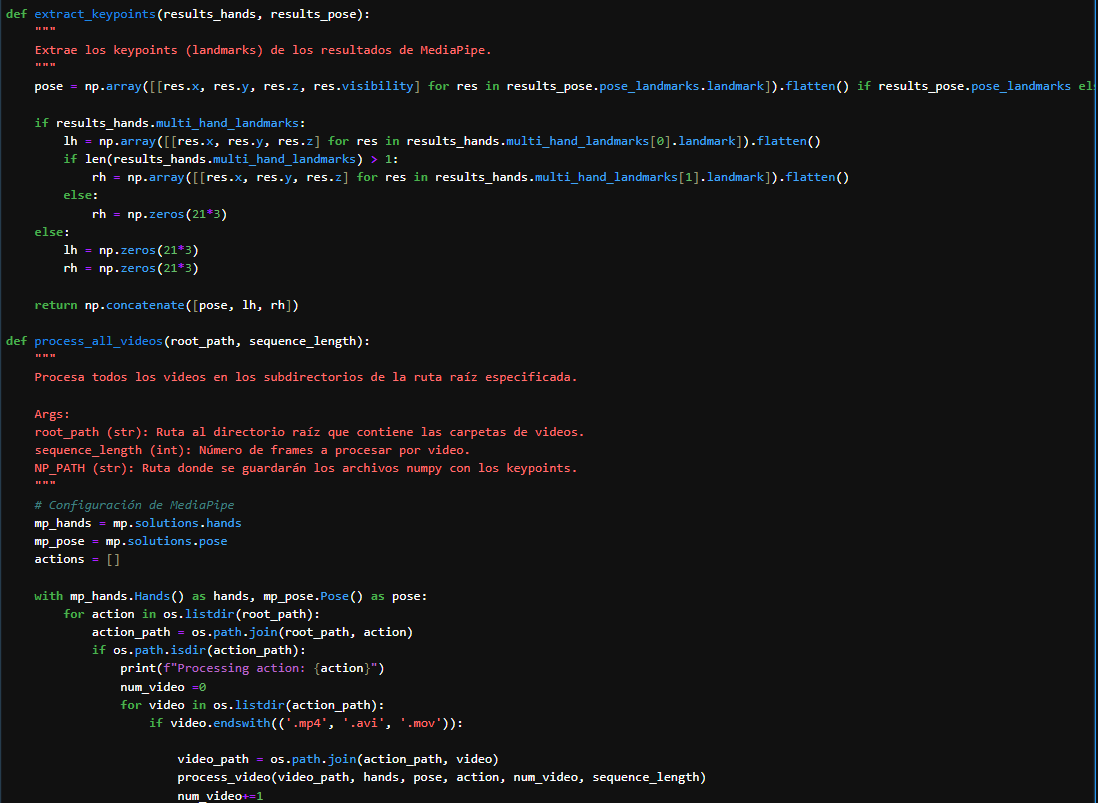 def extract_keypoints(results_hands, results_pose):
    """
    Extrae los keypoints (landmarks) de los resultados de MediaPipe.
    """
    pose = np.array([[res.x, res.y, res.z, res.visibility] for res in results_pose.pose_landmarks.landmark]).flatten() if results_pose.pose_landmarks els

    if results_hands.multi_hand_landmarks:
        lh = np.array([[res.x, res.y, res.z] for res in results_hands.multi_hand_landmarks[0].landmark]).flatten()
        if len(results_hands.multi_hand_landmarks) > 1:
            rh = np.array([[res.x, res.y, res.z] for res in results_hands.multi_hand_landmarks[1].landmark]).flatten()
        else:
            rh = np.zeros(21*3)
    else:
        lh = np.zeros(21*3)
        rh = np.zeros(21*3)

    return np.concatenate([pose, lh, rh])

def process_all_videos(root_path, sequence_length):
    """
    Procesa todos los videos en los subdirectorios de la ruta raíz especificada.

    Args:
    root_path (str): Ruta al directorio raíz que contiene las carpetas de videos.
    sequence_length (int): Número de frames a procesar por video.
    NP_PATH (str): Ruta donde se guardarán los archivos numpy con los keypoints.
    """
    # Configuración de MediaPipe
    mp_hands = mp.solutions.hands
    mp_pose = mp.solutions.pose
    actions = []

    with mp_hands.Hands() as hands, mp_pose.Pose() as pose:
        for action in os.listdir(root_path):
            action_path = os.path.join(root_path, action)
            if os.path.isdir(action_path):
                print(f"Processing action: {action}")
                num_video =0
                for video in os.listdir(action_path):
                    if video.endswith(('.mp4', '.avi', '.mov')):

                        video_path = os.path.join(action_path, video)
                        process_video(video_path, hands, pose, action, num_video, sequence_length)
                        num_video+=1